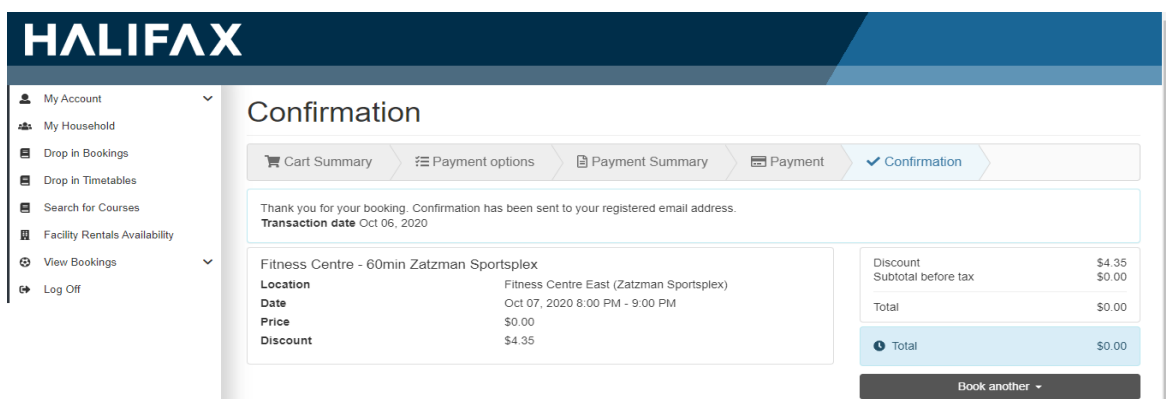 HALIFAX
My Account
My Household
Drop in Bookings
Drop in Timetables
Search for Courses
Facility Rentals Availability
View Bookings
Log Off
Confirmation
Cart Summary Payment options Payment Summary Payment Confirmation
Thank you for your booking. Confirmation has been sent to your registered email address.
Transaction date Oct 06, 2020
Fitness Centre - 60min Zatzman Sportsplex
Location Fitness Centre East (Zatzman Sportsplex)
Date Oct 07, 2020 8:00 PM - 9:00 PM
Price $0.00
Discount $4.35
Discount $4.35
Subtotal before tax $0.00
Total $0.00
Total $0.00
Book another